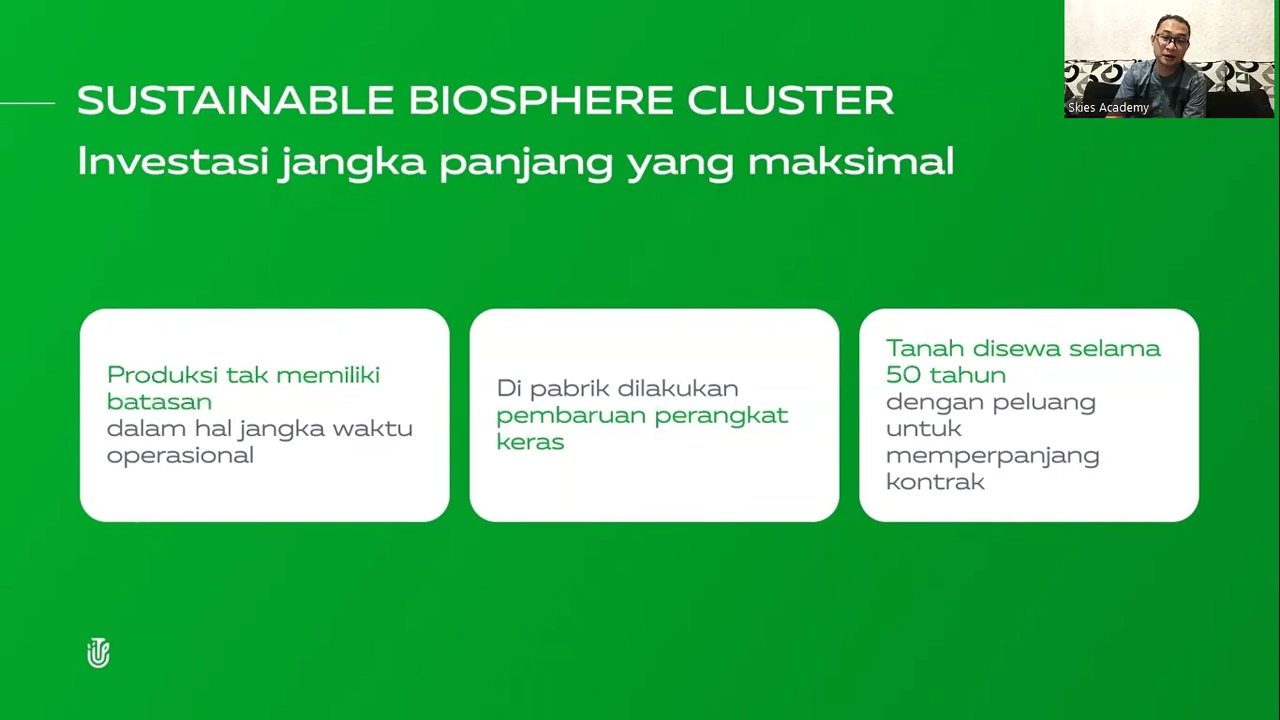 SUSTAINABLE BIOSPHERE CLUSTER
Investasi jangka panjang yang maksimal
Skies Academy
Produksi tak memiliki
batasan
dalam hal jangka waktu
operasional
Di pabrik dilakukan
pembaruan perangkat
keras
Tanah disewa selama
50 tahun
dengan peluang
untuk
memperpanjang
kontrak